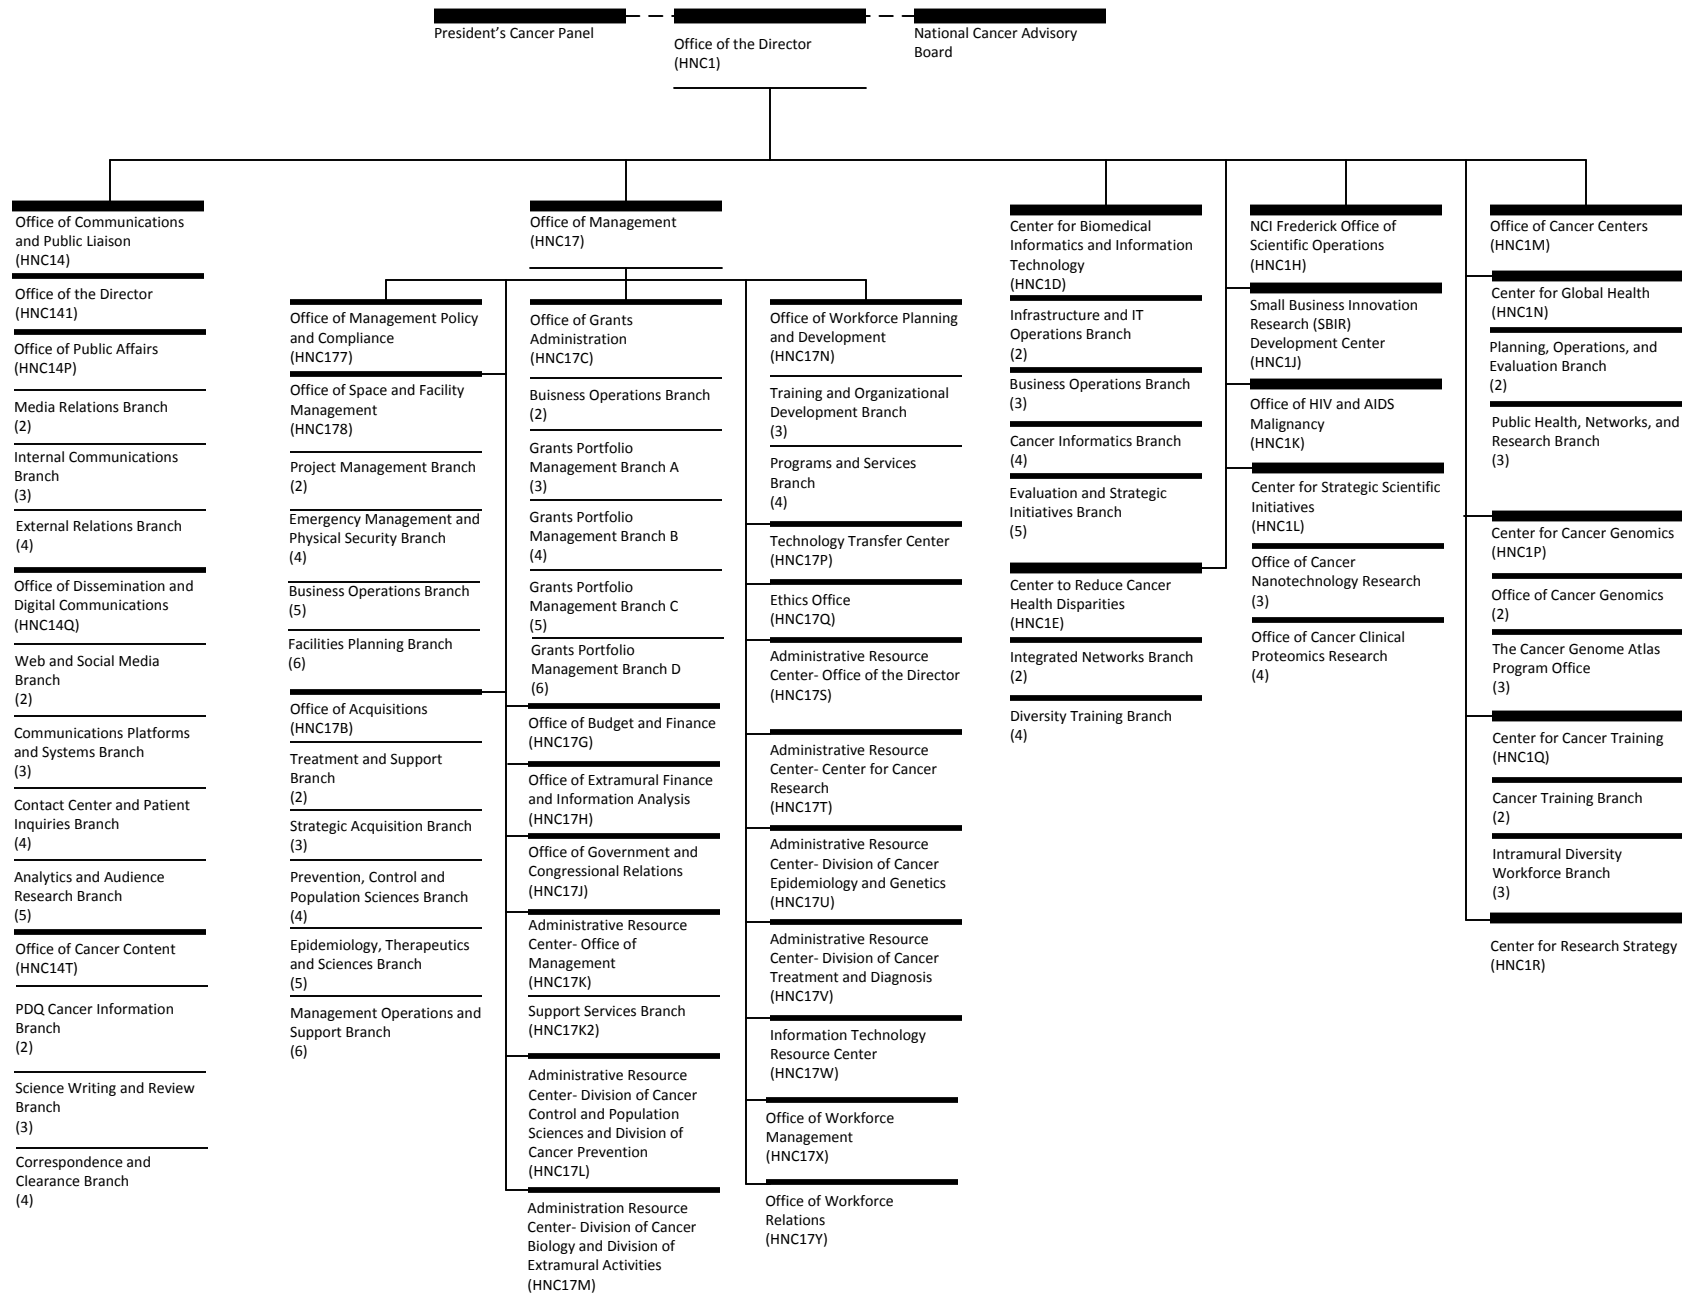 President's Cancer Panel
Office of the Director
(HNC1)
National Cancer Advisory
Board
Office of Communications
and Public Liaison
(HNC14)
Office of the Director
(HNC141)
Office of Public Affairs
(HNC14P)
Media Relations Branch
(2)
Internal Communications
Branch
(3)
External Relations Branch
(4)
Office of Dissemination and
Digital Communications
(HNC14Q)
Web and Social Media
Branch
(2)
Communications Platforms
and Systems Branch
(3)
Contact Center and Patient
Inquiries Branch
(4)
Analytics and Audience
Research Branch
(5)
Office of Cancer Content
(HNC14T)
PDQ Cancer Information
Branch
(2)
Science Writing and Review
Branch
(3)
Correspondence and
Clearance Branch
(4)
Office of Management
(HNC17)
Office of Management Policy
and Compliance
(HNC177)
Office of Space and Facility
Management
(HNC178)
Project Management Branch
(2)
Emergency Management and
Physical Security Branch
(4)
Business Operations Branch
(5)
Facilities Planning Branch
(6)
Office of Acquisitions
(HNC17B)
Treatment and Support
Branch
(2)
Strategic Acquisition Branch
(3)
Prevention, Control and
Population Sciences Branch
(4)
Epidemiology, Therapeutics
and Sciences Branch
(5)
Management Operations and
Support Branch
(6)
Office of Grants
Administration
(HNC17C)
Buisness Operations Branch
(2)
Grants Portfolio
Management Branch A
(3)
Grants Portfolio
Management Branch B
(4)
Grants Portfolio
Management Branch C
(5)
Grants Portfolio
Management Branch D
(6)
Office of Budget and Finance
(HNC17G)
Office of Extramural Finance
and Information Analysis
(HNC17H)
Office of Government and
Congressional Relations
(HNC17J)
Administrative Resource
Center- Office of
Management
(HNC17K)
Support Services Branch
(HNC17K2)
Administrative Resource
Center- Division of Cancer
Control and Population
Sciences and Division of
Cancer Prevention
(HNC17L)
Administration Resource
Center- Division of Cancer
Biology and Division of
Extramural Activities
(HNC17M)
Office of Workforce Planning
and Development
(HNC17N)
Training and Organizational
Development Branch
(3)
Programs and Services
Branch
(4)
Technology Transfer Center
(HNC17P)
Ethics Office
(HNC17Q)
Administrative Resource
Center- Office of the Director
(HNC17S)
Administrative Resource
Center- Center for Cancer
Research
(HNC17T)
Administrative Resource
Center- Division of Cancer
Epidemiology and Genetics
(HNC17U)
Administrative Resource
Center- Division of Cancer
Treatment and Diagnosis
(HNC17V)
Information Technology
Resource Center
(HNC17W)
Office of Workforce
Management
(HNC17X)
Office of Workforce
Relations
(HNC17Y)
Center for Biomedical
Informatics and Information
Technology
(HNC1D)
Infrastructure and IT
Operations Branch
(2)
Business Operations Branch
(3)
Cancer Informatics Branch
(4)
Evaluation and Strategic
Initiatives Branch
(5)
Center to Reduce Cancer
Health Disparities
(HNC1E)
Integrated Networks Branch
(2)
Diversity Training Branch
(4)
NCI Frederick Office of
Scientific Operations
(HNC1H)
Small Business Innovation
Research (SBIR)
Development Center
(HNC1J)
Office of HIV and AIDS
Malignancy
(HNC1K)
Center for Strategic Scientific
Initiatives
(HNC1L)
Office of Cancer
Nanotechnology Research
(3)
Office of Cancer Clinical
Proteomics Research
(4)
Office of Cancer Centers
(HNC1M)
Center for Global Health
(HNC1N)
Planning, Operations, and
Evaluation Branch
(2)
Public Health, Networks, and
Research Branch
(3)
Center for Cancer Genomics
(HNC1P)
Office of Cancer Genomics
(2)
The Cancer Genome Atlas
Program Office
(3)
Center for Cancer Training
(HNC1Q)
Cancer Training Branch
(2)
Intramural Diversity
Workforce Branch
(3)
Center for Research Strategy
(HNC1R)